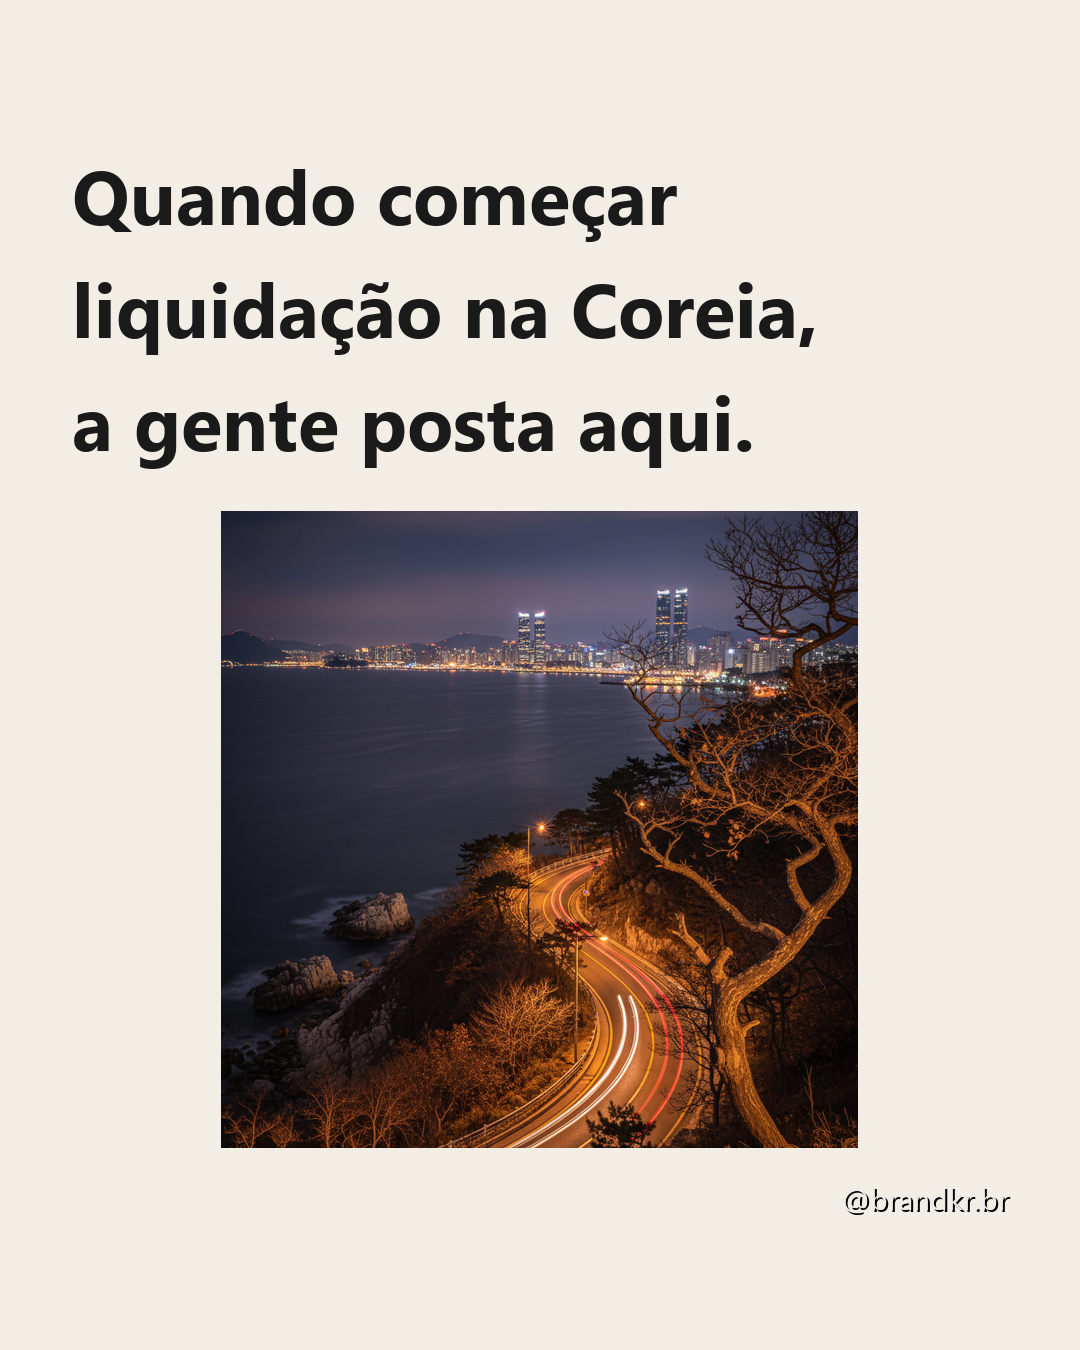 Quando começar
liquidação na Coreia,
a gente posta aqui.
@brandkr.br